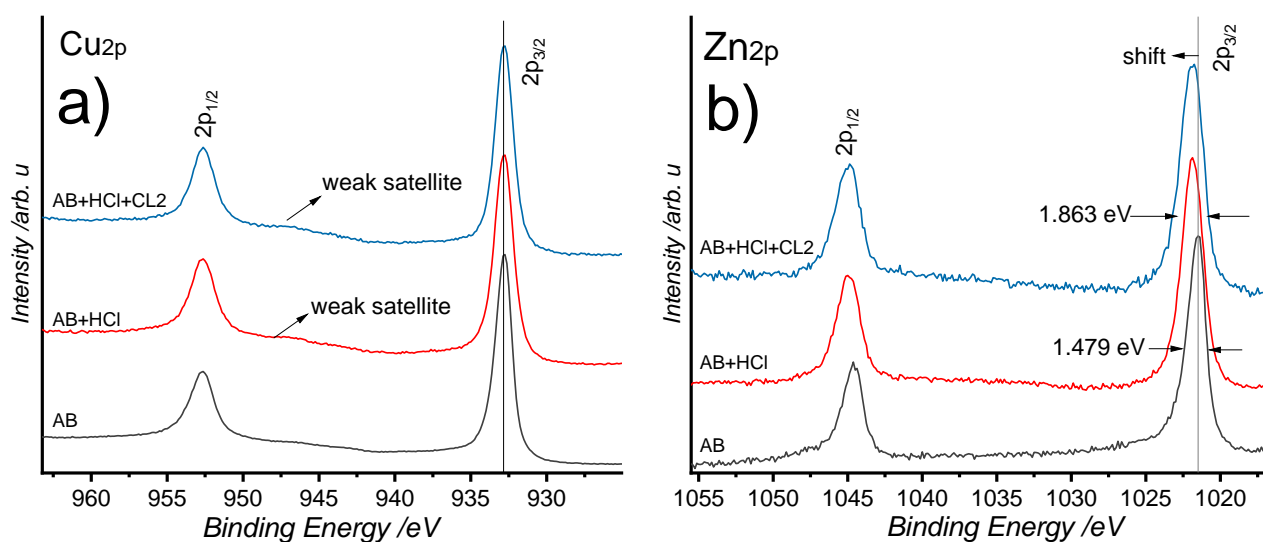 Cu2p
a)
2p1/2
2p3/2
weak satellite
AB+HCl+CL2
weak satellite
AB+HCl
AB
Intensity /arb. u
960 955 950 945 940 935 930
Binding Energy /eV
Zn2p
b)
shift
2p3/2
2p1/2
1.863 eV
AB+HCl+CL2
1.479 eV
AB+HCl
AB
Intensity /arb. u
1055 1050 1045 1040 1035 1030 1025 1020
Binding Energy /eV